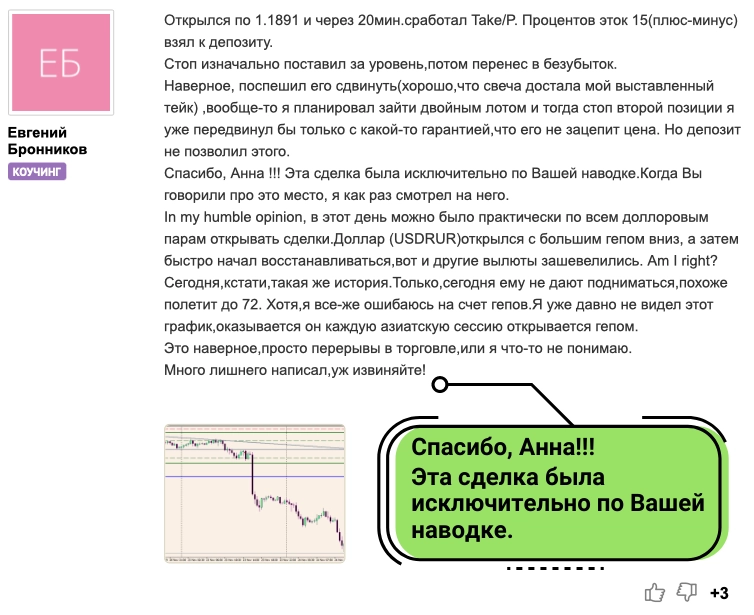 Открылся по 1.1891 и через 20мин.сработал Take/P. Процентов эток 15(плюс-минус)
взял к депозиту.
Стоп изначально поставил за уровень,потом перенес в безубыток.
Наверное, поспешил его сдвинуть(хорошо,что свеча достала мой выставленный
тейк) ,вообще-то я планировал зайти двойным лотом и тогда стоп второй позиции я
уже передвинул бы только с какой-то гарантией,что его не зацепит цена. Но депозит
не позволил этого.
Спасибо, Анна !!! Эта сделка была исключительно по Вашей наводке.Когда Вы
говорили про это место, я как раз смотрел на него.
In my humble opinion, в этот день можно было практически по всем доллоровым
парам открывать сделки.Доллар (USDRUR)открылся с большим гепом вниз, а затем
быстро начал восстанавливаться,вот и другие вылюты зашевелились. Am I right?
Сегодня,кстати,такая же история.Только,сегодня ему не дают подниматься,похоже
полетит до 72. Хотя,я все-же ошибаюсь на счет гепов.Я уже давно не видел этот
график,оказывается он каждую азиатскую сессию открывается гепом.
Это наверное,просто перерывы в торговле,или я что-то не понимаю.
Много лишнего написал,уж извиняйте!
ЕБ
Евгений
Бронников
КОУЧИНГ
Спасибо, Анна!!!
Эта сделка была
исключительно по Вашей
наводке.
+3